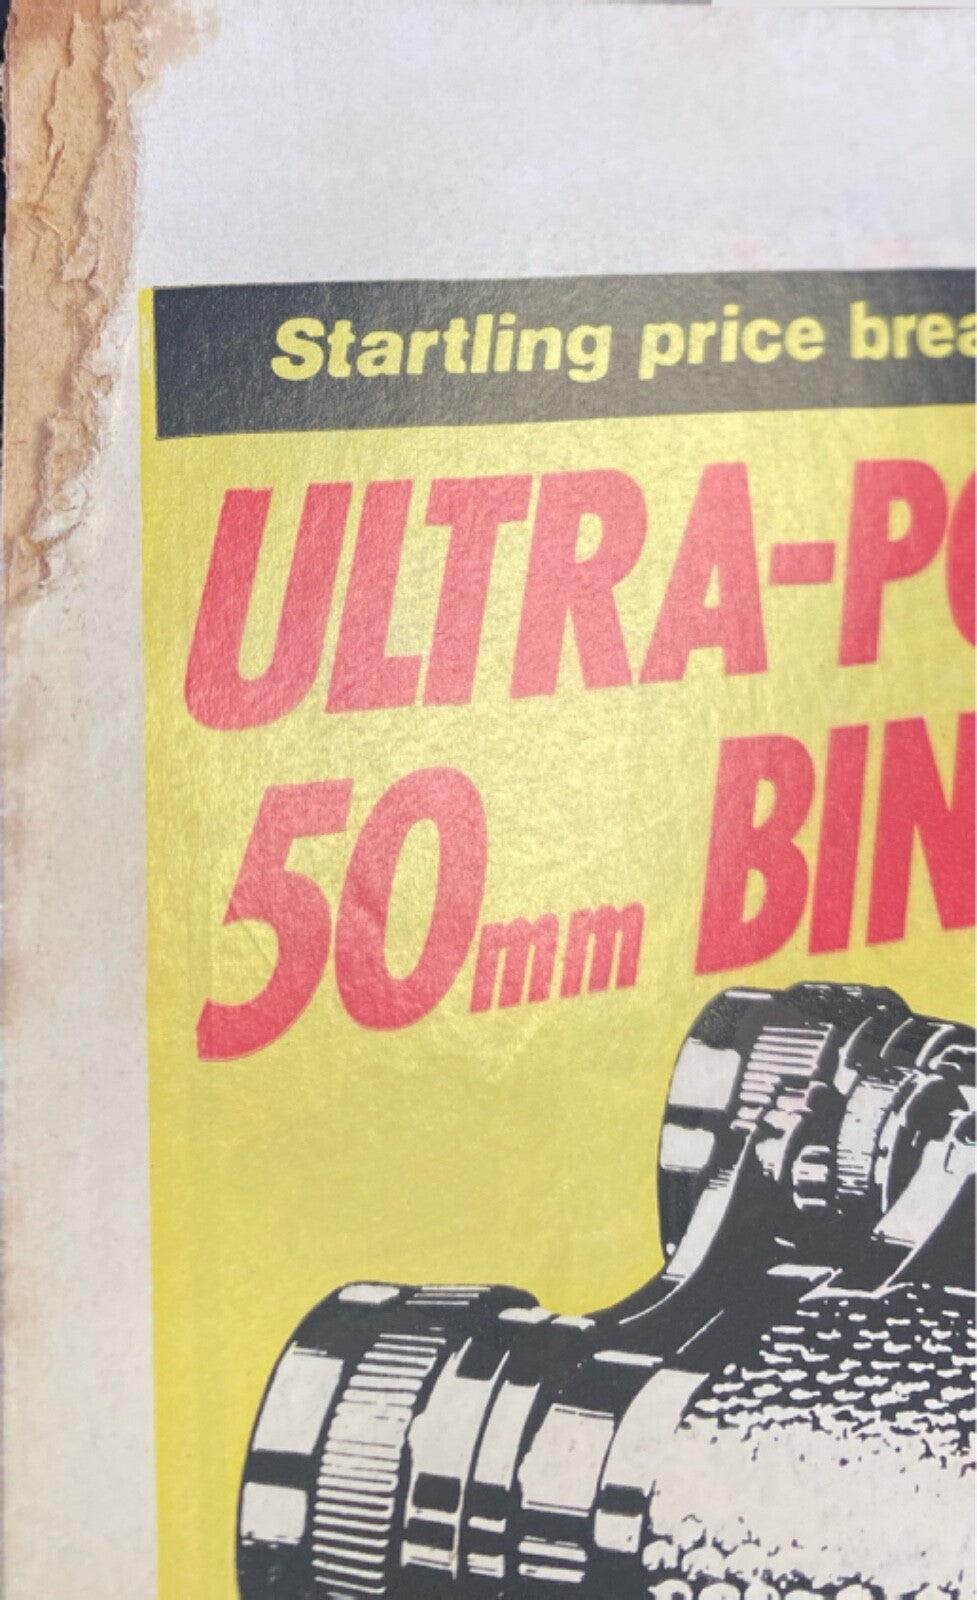 Startling price brea
ULTRA-PO
50mm BIN